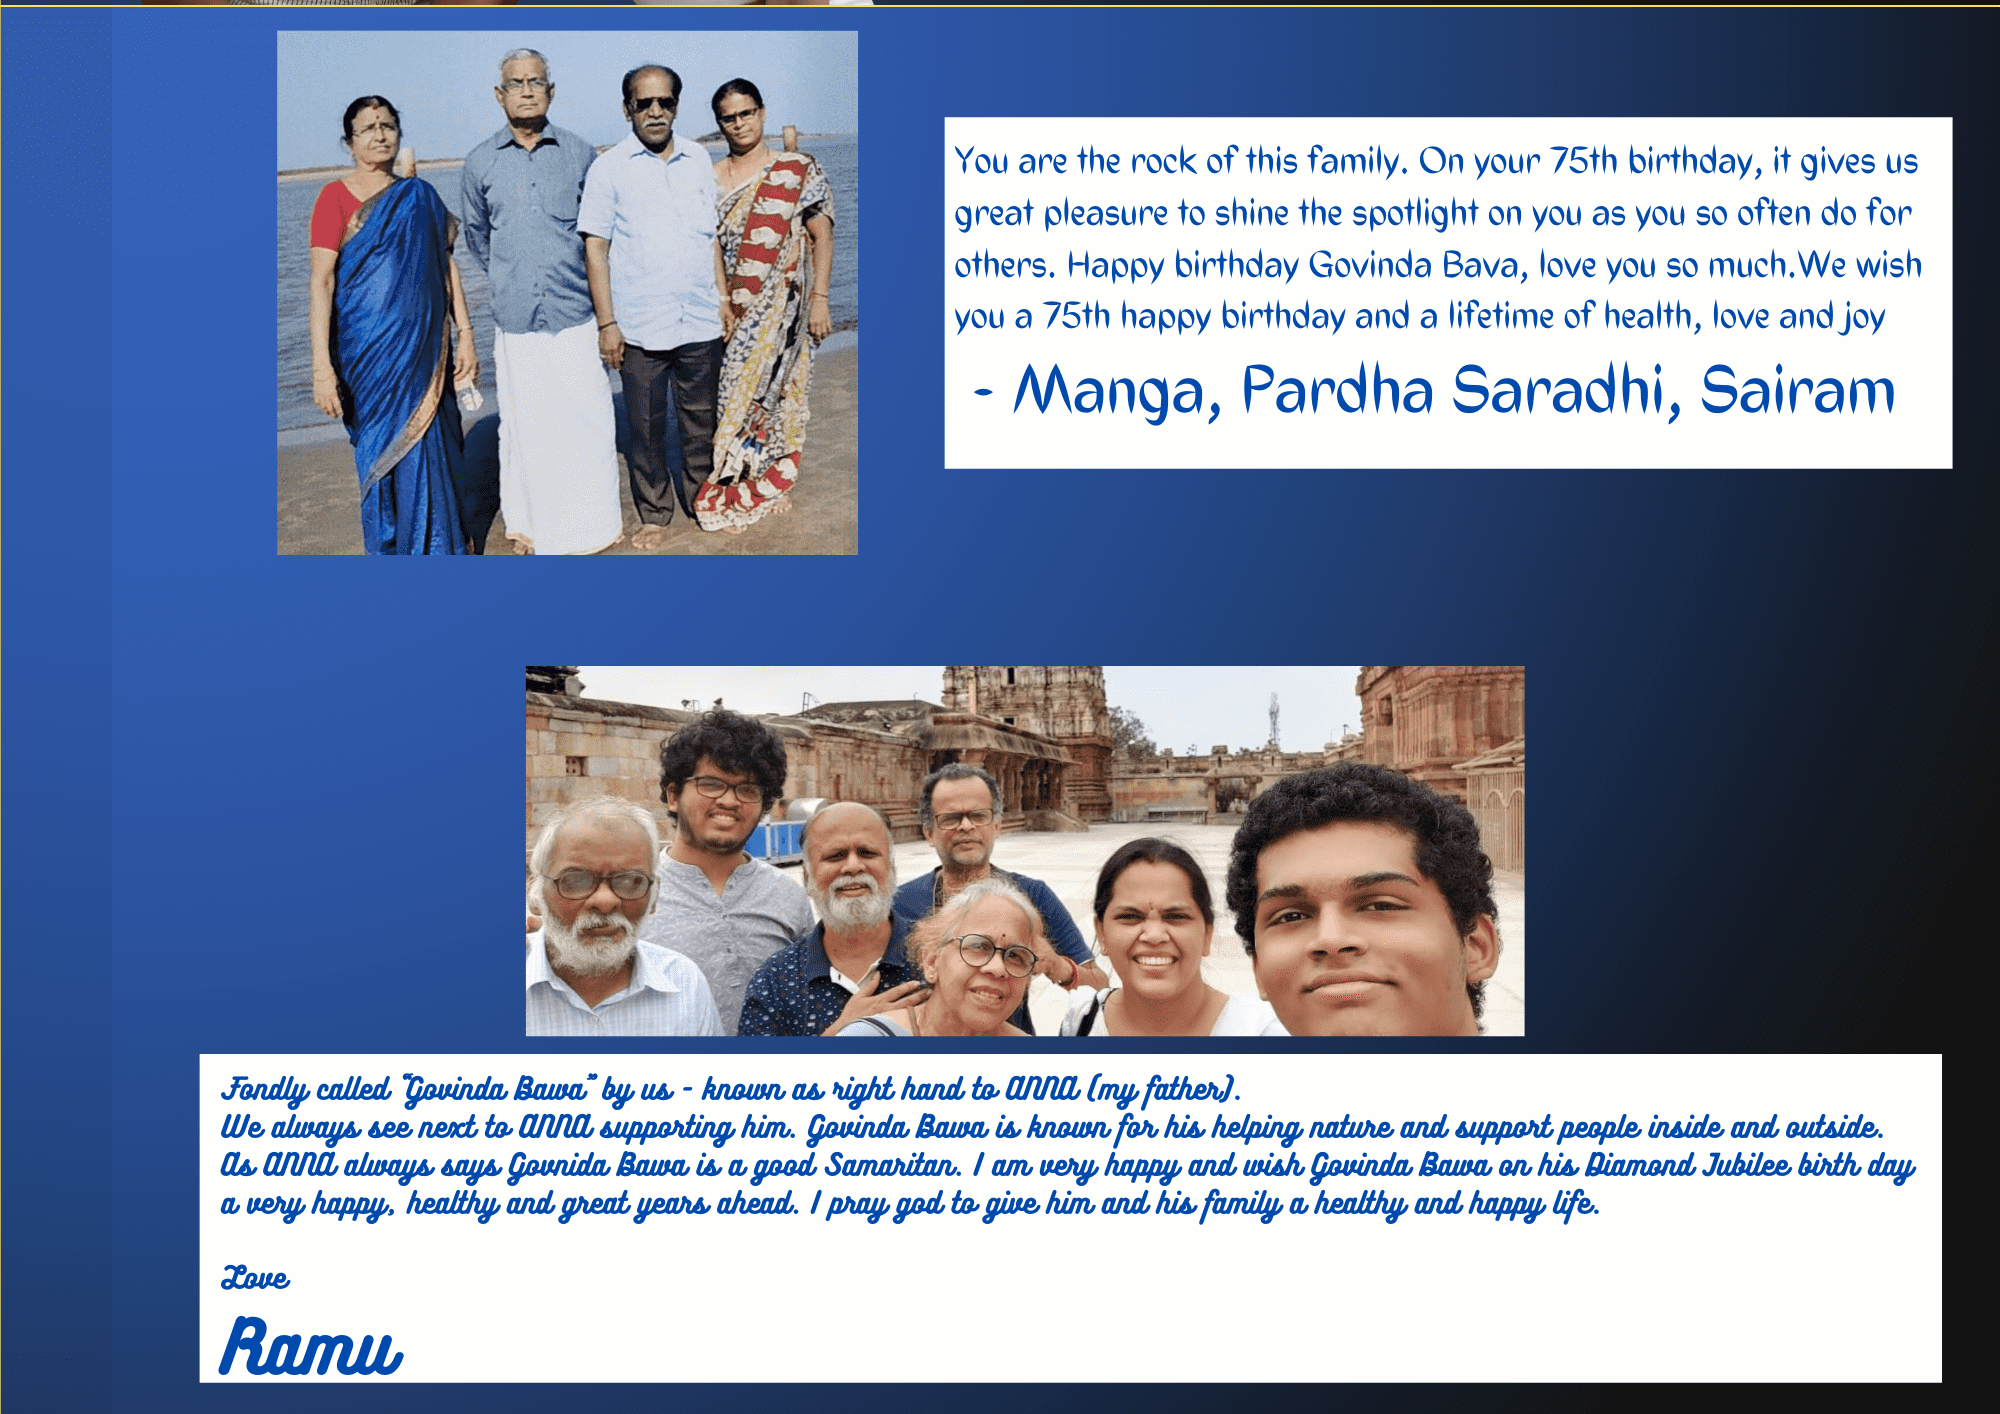 You are the rock of this family. On your 75th birthday, it gives us
great pleasure to shine the spotlight on you as you so often do for
others. Happy birthday Govinda Bava, love you so much.We wish
you a 75th happy birthday and a lifetime of health, love and joy
- Manga, Pardha Saradhi, Sairam
Fondly called "Govinda Bawa" by us - known as right hand to ANNA (my father).
We always see next to ANNA supporting him. Govinda Bawa is known for his helping nature and support people inside and outside.
As ANNA always says Govnida Bawa is a good Samaritan. I am very happy and wish Govinda Bawa on his Diamond Jubilee birth day
a very happy, healthy and great years ahead. I pray god to give him and his family a healthy and happy life.
Love
Ramu